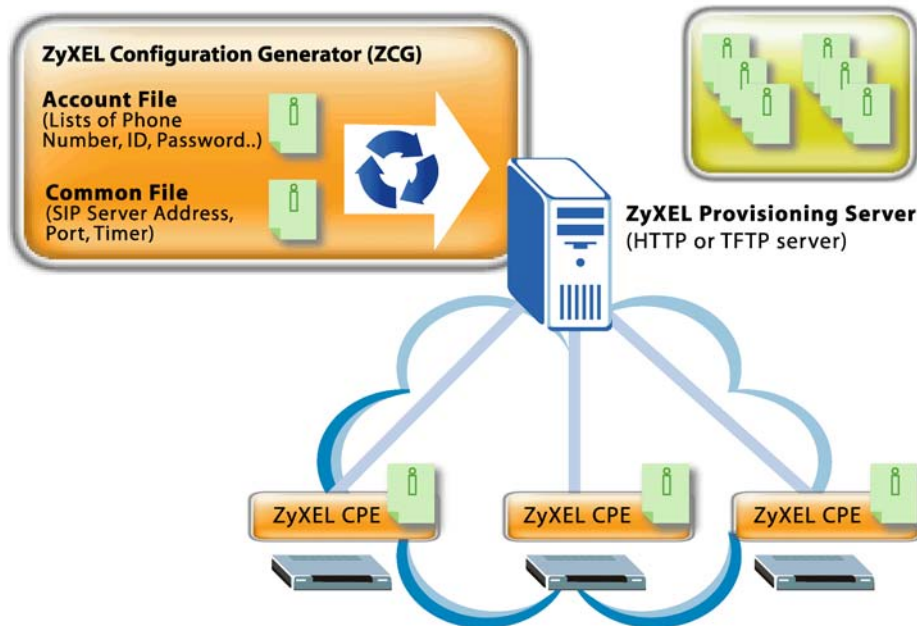 ZyXEL Configuration Generator (ZCG)
Account File
(Lists of Phone
Number, ID, Password..)
Common File
(SIP Server Address,
Port, Timer)
ZyXEL Provisioning Server
(HTTP or TFTP server)
ZyXEL CPE
ZyXEL CPE
ZyXEL CPE